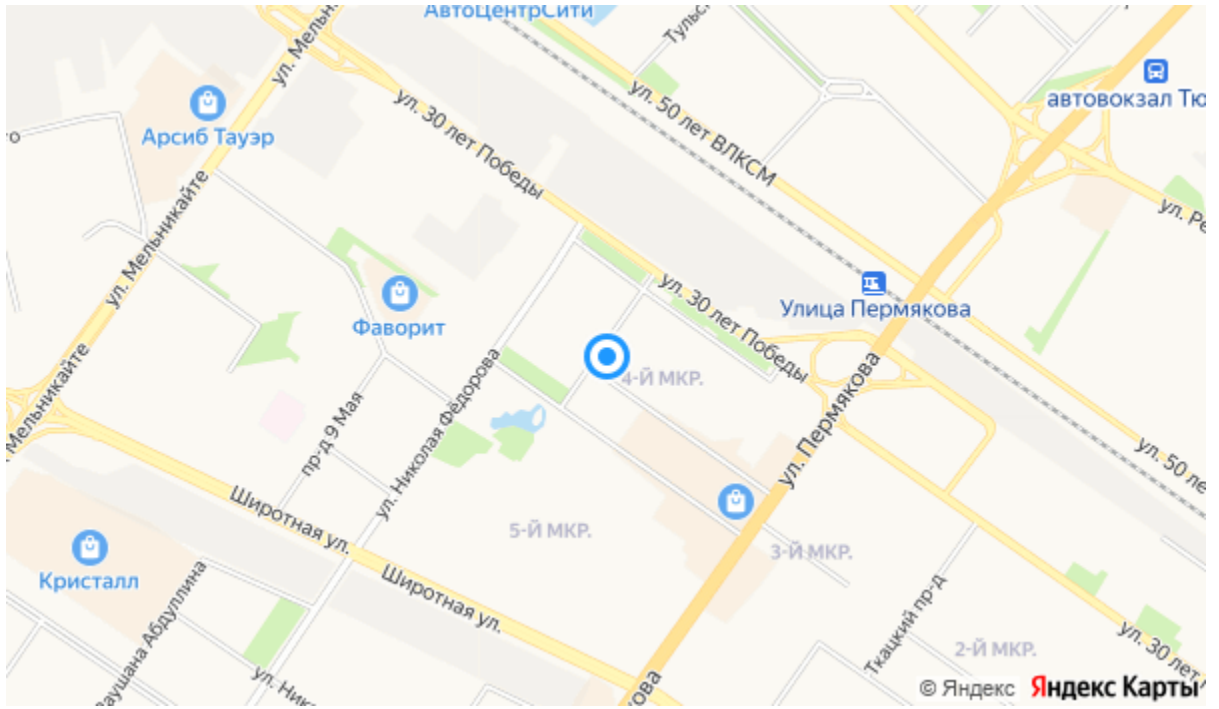 АвтоЦентрСити
ул. Мельн
Тульс
автовокзал Тю
Арсиб Тауэр
ул. 30 лет Победы
ул. 50 лет ВЛКСМ
ул. Мельникайте
ул. Ре
Улица Пермякова
ул. 30 лет Победы
Фаворит
4-Й МКР.
Мельникайте
ул. Николая Фёдорова
ул. Пермякова
пр-д 9 Мая
ул. 50 ле
Широтная ул.
5-Й МКР.
3-Й МКР.
Кристалл
Широтная ул.
Ткацкий пр-д
аушана Абдуллина
2-Й МКР.
ул. 30 лет
ул. Ник
кова
© Яндекс Яндекс Карты